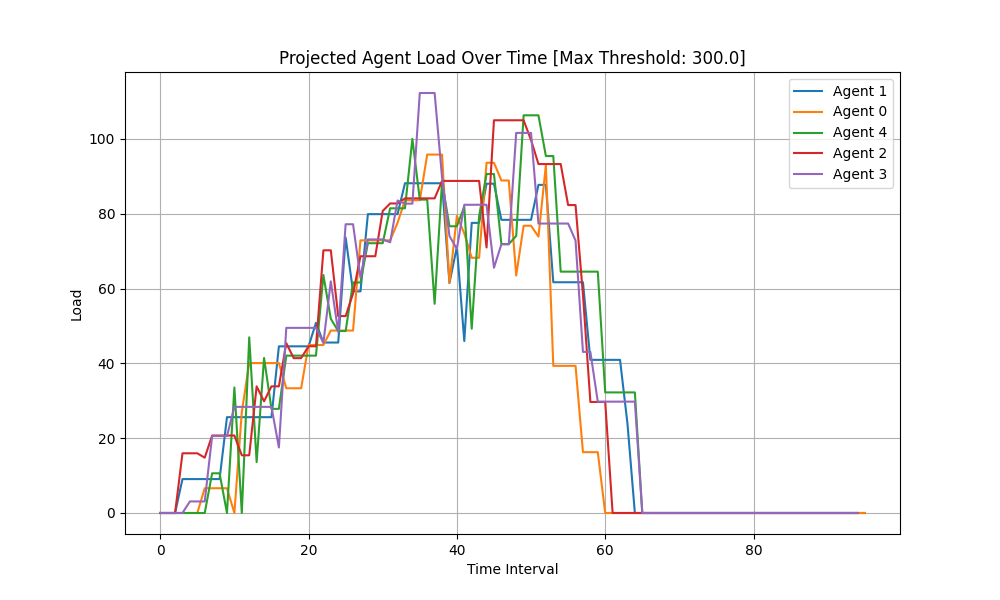 Projected Agent Load Over Time [Max Threshold: 300.0]
Agent 1
Agent 0
Agent 4
Agent 2
Agent 3
100
80
60
40
20
0
Load
0 20 40 60 80
Time Interval